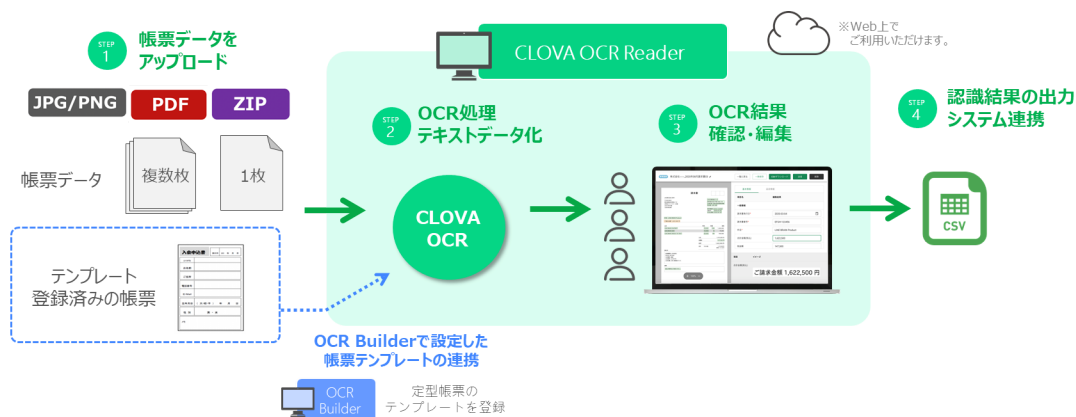 STEP
1
帳票データを
アップロード
JPG/PNG
PDF
ZIP
帳票データ
複数枚
1枚
テンプレート
登録済みの帳票
入会申込書
CLOVA OCR Reader
※Web上で
ご利用いただけます。
STEP
2
OCR処理
テキストデータ化
CLOVA
OCR
STEP
3
OCR結果
確認・編集
ご請求金額 1,622,500 円
STEP
4
認識結果の出力
システム連携
CSV
OCR Builderで設定した
帳票テンプレートの連携
OCR
Builder
定型帳票の
テンプレートを登録